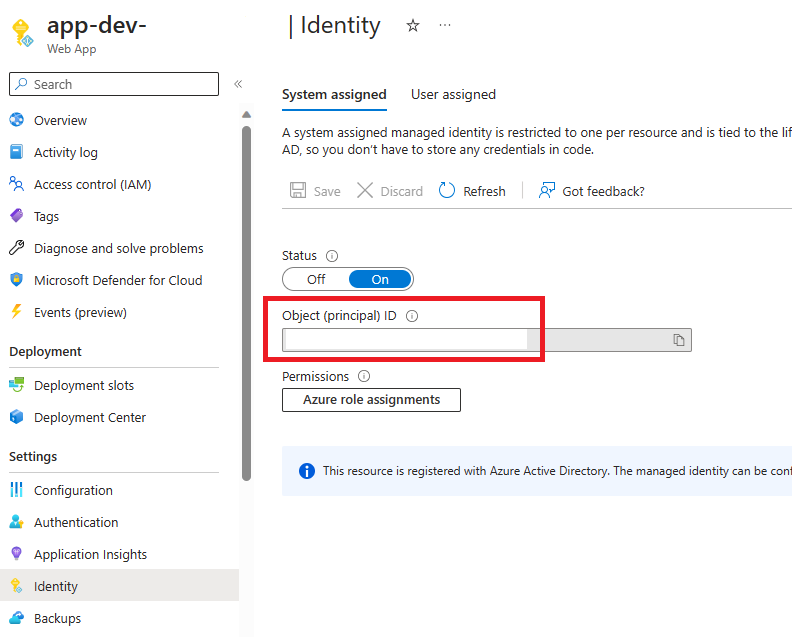 app-dev-
Web App
Search
Overview
Activity log
Access control (IAM)
Tags
Diagnose and solve problems
Microsoft Defender for Cloud
Events (preview)
Deployment
Deployment slots
Deployment Center
Settings
Configuration
Authentication
Application Insights
Identity
Backups
| Identity
System assigned User assigned
A system assigned managed identity is restricted to one per resource and is tied to the lif
AD, so you don't have to store any credentials in code.
Save Discard Refresh Got feedback?
Status
Off On
Object (principal) ID
Permissions
Azure role assignments
This resource is registered with Azure Active Directory. The managed identity can be cont